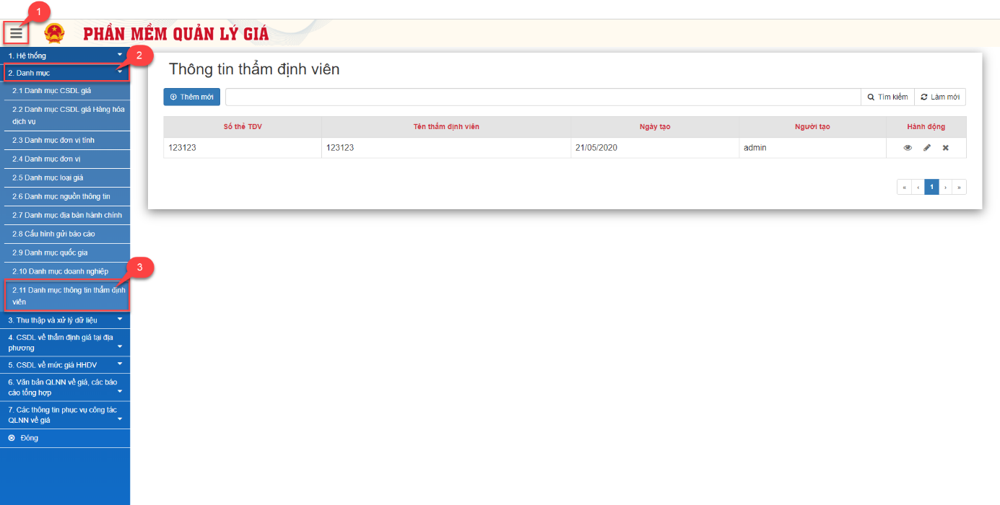 1
PHẦN MỀM QUẢN LÝ GIÁ
1. Hệ thống
2
2. Danh mục
2.1 Danh mục CSDL giá
2.2 Danh mục CSDL giá Hàng hóa
dịch vụ
2.3 Danh mục đơn vị tính
2.4 Danh mục đơn vị
2.5 Danh mục loại giá
2.6 Danh mục nguồn thông tin
2.7 Danh mục địa bàn hành chính
2.8 Cấu hình gửi báo cáo
2.9 Danh mục quốc gia
2.10 Danh mục doanh nghiệp
3
2.11 Danh mục thông tin thẩm định
viên
3. Thu thập và xử lý dữ liệu
4. CSDL về thẩm định giá tại địa
phương
5. CSDL về mức giá HHDV
6. Văn bản QLNN về giá, các báo
cáo tổng hợp
7. Các thông tin phục vụ công tác
QLNN về giá
Đóng
Thông tin thẩm định viên
Thêm mới
Tìm kiếm
Làm mới
Số thẻ TDV
Tên thẩm định viên
Ngày tạo
Người tạo
Hành động
123123
123123
21/05/2020
admin
« ‹ 1 › »